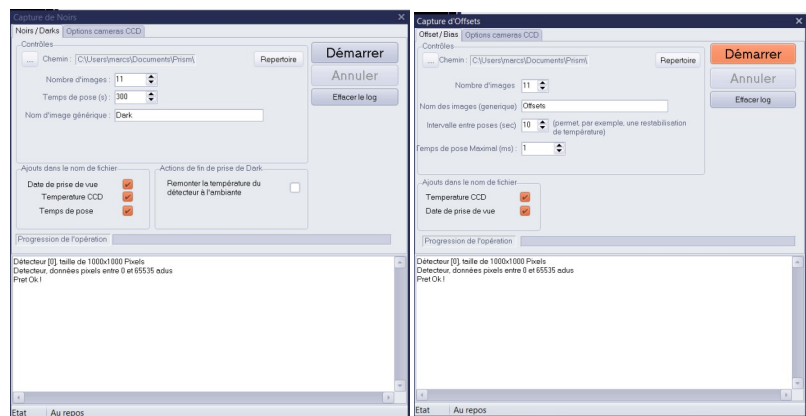 Capture de Noirs
Noirs / Darks Options cameras CCD
Contrôles
... Chemin : C:\Users\marcs\Documents\Prism\ Repertoire
Démarrer
Nombre d'images : 11
Annuler
Temps de pose (s) : 300
Effacer le log
Nom d'image générique : Dark
Ajouts dans le nom de fichier
Date de prise de vue
Temperature CCD
Temps de pose
Actions de fin de prise de Dark
Remonter la température du
détecteur à l'ambiante
Progression de l'opération
Détecteur [0], taille de 1000x1000 Pixels
Detecteur, données pixels entre 0 et 65535 adus
Pret Ok !
Etat Au repos
Capture d'Offsets
Offset / Bias Options cameras CCD
Contrôles
... Chemin : C:\Users\marcs\Documents\Prism\ Repertoire
Démarrer
Nombre d'images 11
Annuler
Effacer log
Nom des images (generique) Offsets
Intervalle entre poses (sec) 10 (permet, par exemple, une restabilisation
de température)
Temps de pose Maximal (ms) : 1
Ajouts dans le nom de fichier
Temperature CCD
Date de prise de vue
Progression de l'opération
Détecteur [0], taille de 1000x1000 Pixels
Detecteur, données pixels entre 0 et 65535 adus
Pret Ok !
Etat Au repos